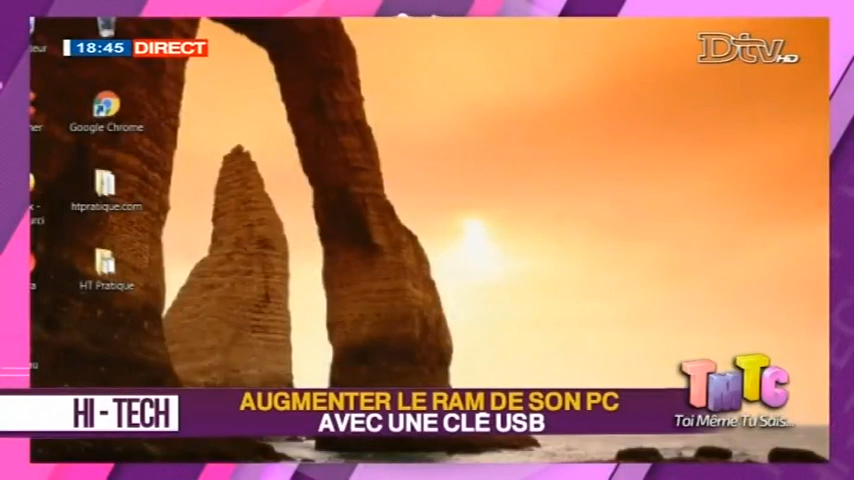 18:45 DIRECT
Dtv HD
Google Chrome
htpratique.com
HT Pratique
HI - TECH
AUGMENTER LE RAM DE SON PC
AVEC UNE CLÉ USB
TMTC
Toi Même Tu Sais...